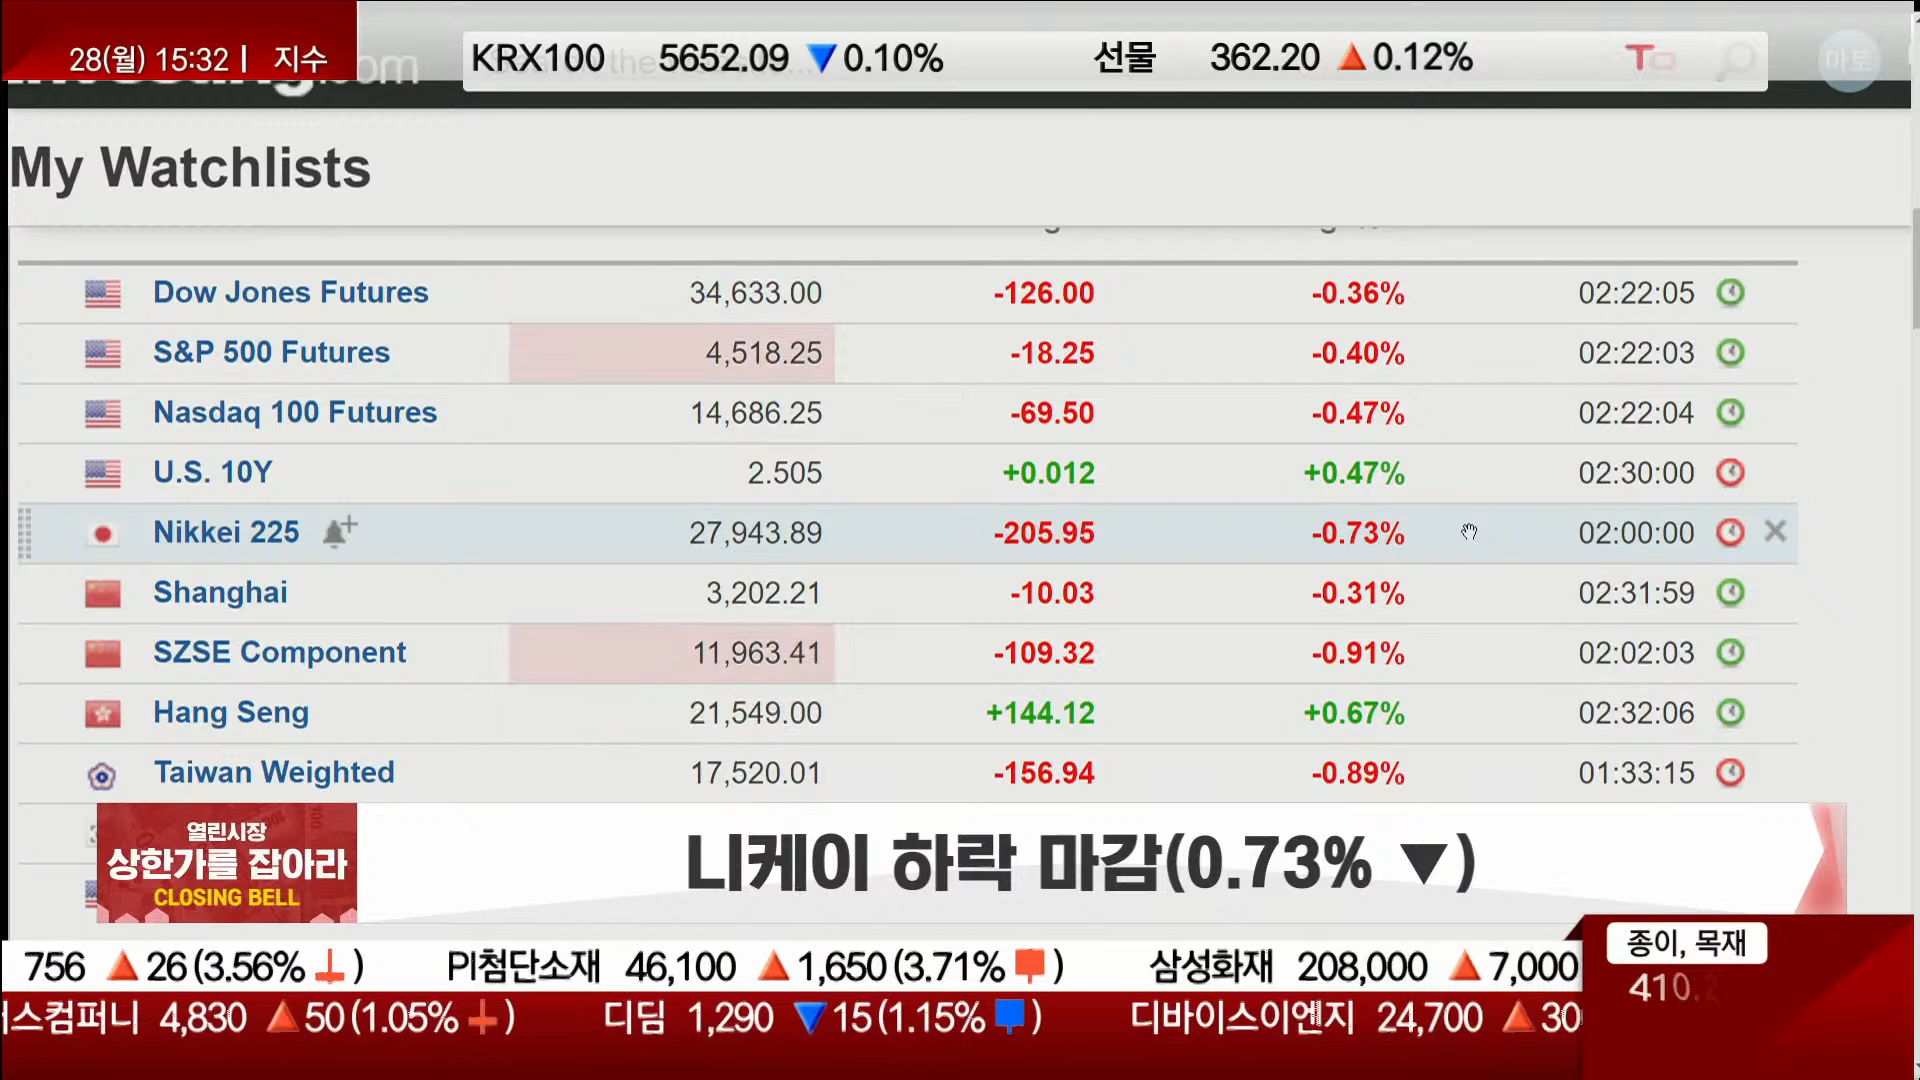 28(월) 15:32 | 지수
KRX100 5652.09 ▼0.10% 선물 362.20 ▲0.12%
마토
My Watchlists
Dow Jones Futures 34,633.00 -126.00 -0.36% 02:22:05
S&P 500 Futures 4,518.25 -18.25 -0.40% 02:22:03
Nasdaq 100 Futures 14,686.25 -69.50 -0.47% 02:22:04
U.S. 10Y 2.505 +0.012 +0.47% 02:30:00
Nikkei 225 27,943.89 -205.95 -0.73% 02:00:00
Shanghai 3,202.21 -10.03 -0.31% 02:31:59
SZSE Component 11,963.41 -109.32 -0.91% 02:02:03
Hang Seng 21,549.00 +144.12 +0.67% 02:32:06
Taiwan Weighted 17,520.01 -156.94 -0.89% 01:33:15
열린시장
상한가를 잡아라
CLOSING BELL
니케이 하락 마감(0.73% ▼)
756 ▲26(3.56%) PI첨단소재 46,100 ▲1,650(3.71%) 삼성화재 208,000 ▲7,000
스컴퍼니 4,830 ▲50(1.05%) 디딤 1,290 ▼15(1.15%) 디바이스이엔지 24,700 ▲30
종이, 목재
410.2